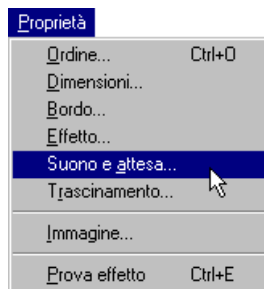 Proprietà
Ordine... Ctrl+O
Dimensioni...
Bordo...
Effetto...
Suono e attesa...
Trascinamento...
Immagine...
Prova effetto Ctrl+E